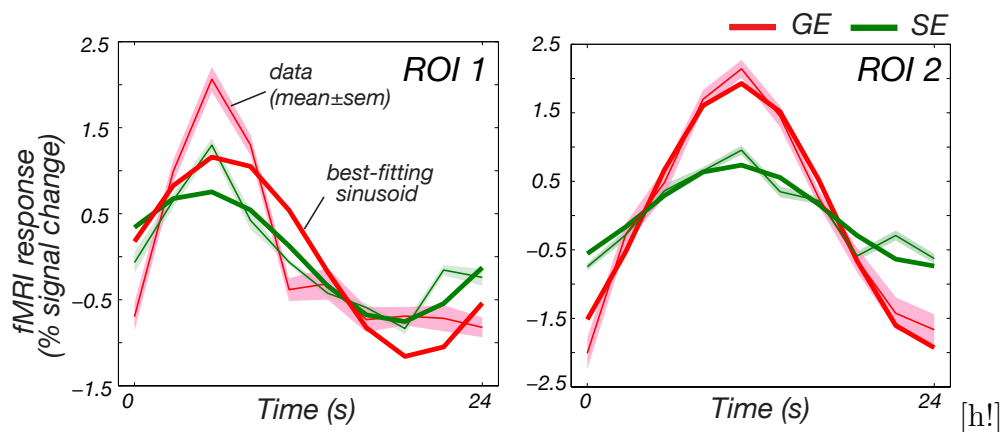 GE SE
2.5
1.5
0.5
−0.5
−1.5
fMRI response
(% signal change)
ROI 1
data
(mean±sem)
best-fitting
sinusoid
0
24
Time (s)
2.5
1.5
0.5
−0.5
−1.5
−2.5
ROI 2
0
24
Time (s)
[h!]